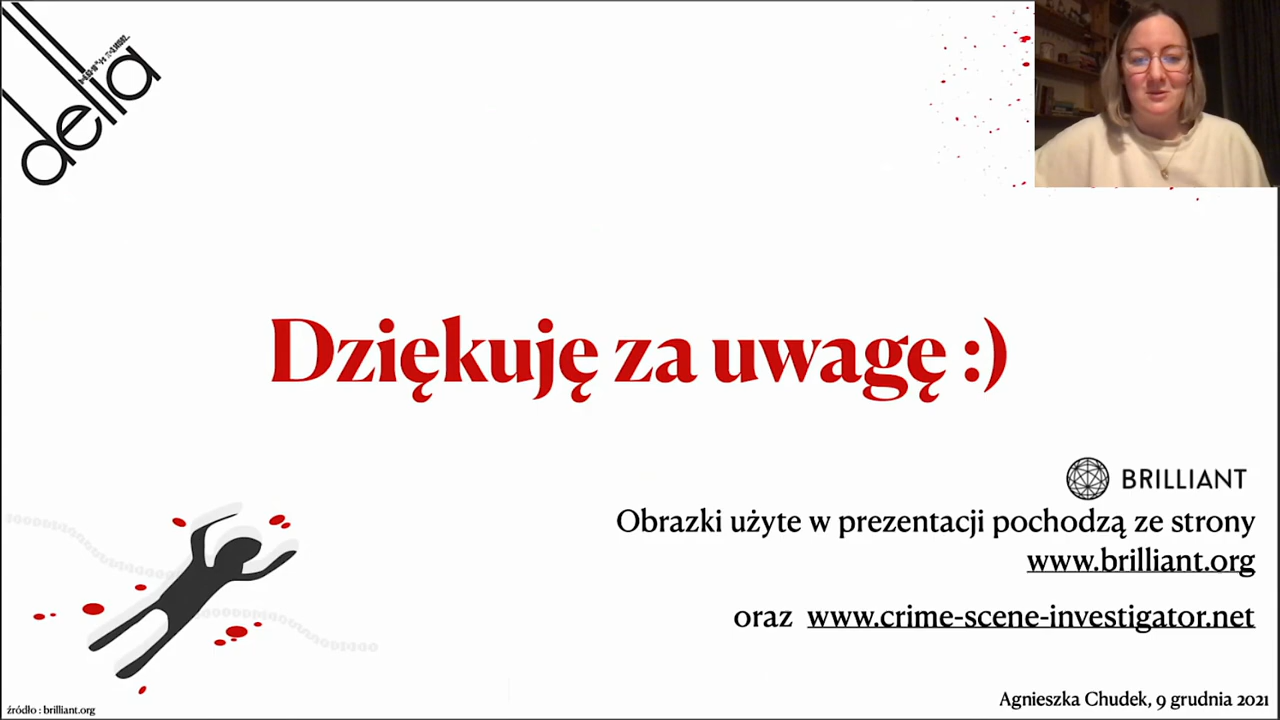 della
Dziękuję za uwagę :)
BRILLIANT
Obrazki użyte w prezentacji pochodzą ze strony
www.brilliant.org
oraz www.crime-scene-investigator.net
Agnieszka Chudek, 9 grudnia 2021
źródło : brilliant.org